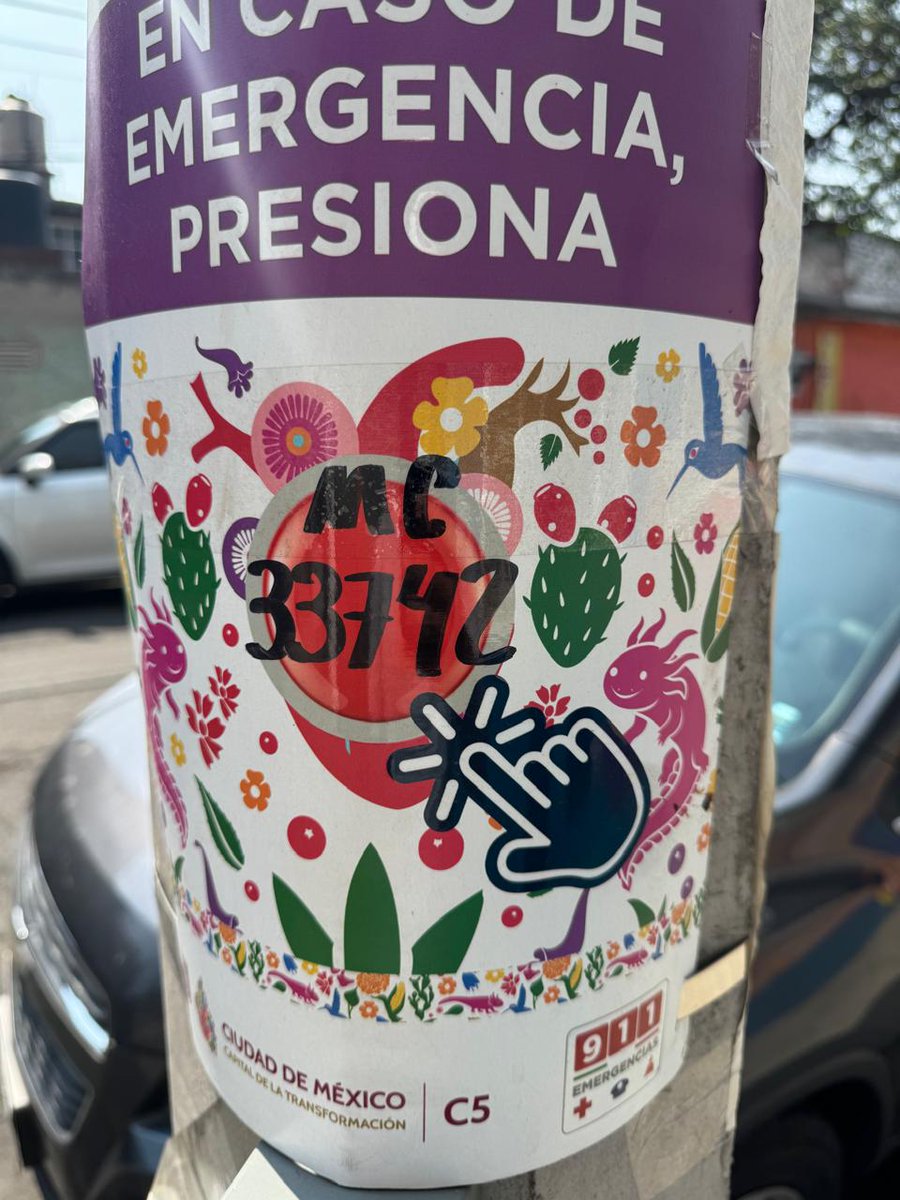 EN CASO DE
EMERGENCIA,
PRESIONA
MC
33742
CIUDAD DE MÉXICO
CAPITAL DE LA TRANSFORMACIÓN
C5
911
EMERGENCIAS